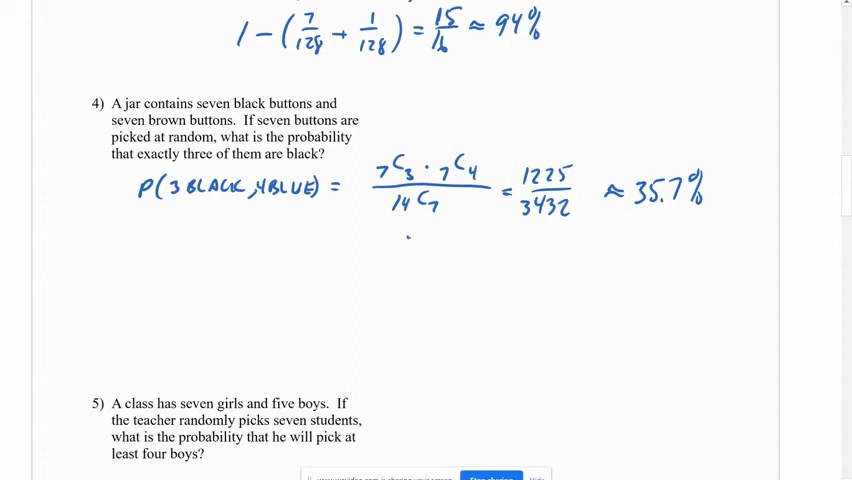 1 - (7/128 + 1/128) = 15/16 ≈ 94%
4) A jar contains seven black buttons and
seven brown buttons. If seven buttons are
picked at random, what is the probability
that exactly three of them are black?
P(3 BLACK, 4 BLUE) = 7C3 · 7C4 / 14C7 = 1225/3432 ≈ 35.7%
5) A class has seven girls and five boys. If
the teacher randomly picks seven students,
what is the probability that he will pick at
least four boys?